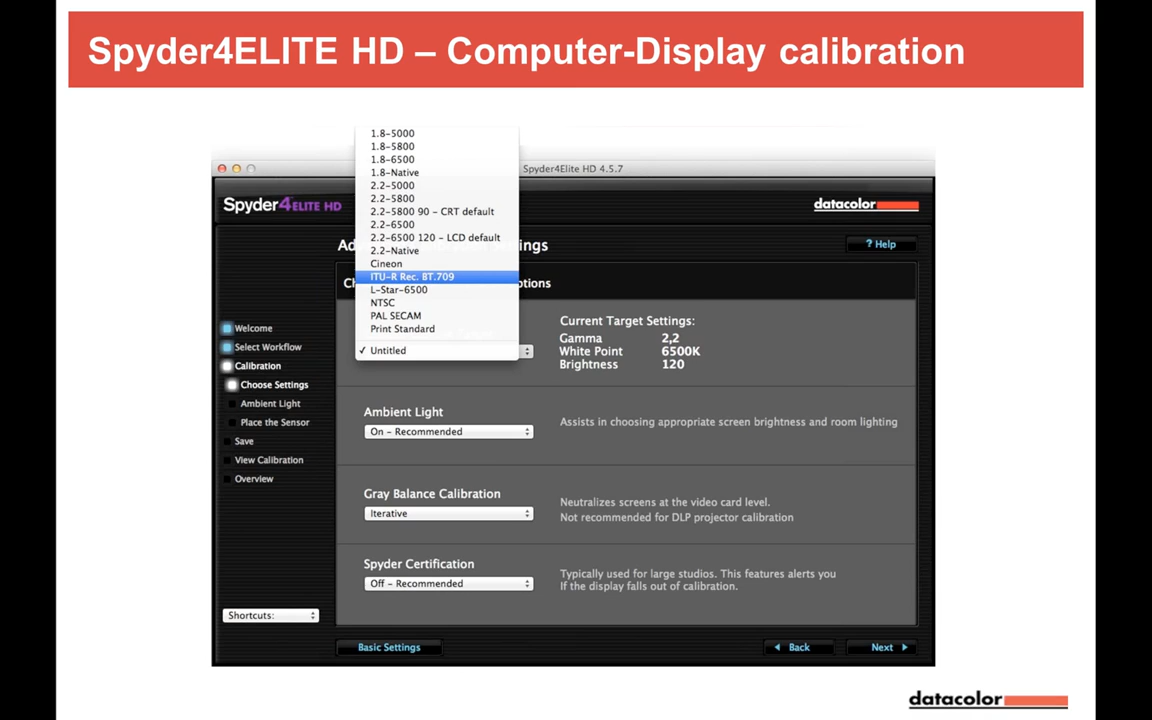 Spyder4ELITE HD – Computer-Display calibration
Spyder4Elite HD 4.5.7
Spyder4ELITE HD
datacolor
1.8-5000
1.8-5800
1.8-6500
1.8-Native
2.2-5000
2.2-5800
2.2-5800 90 – CRT default
2.2-6500
2.2-6500 120 – LCD default
2.2-Native
Cineon
ITU-R Rec. BT.709
L-Star-6500
NTSC
PAL SECAM
Print Standard
✓ Untitled
? Help
Welcome
Select Workflow
Calibration
Choose Settings
Ambient Light
Place the Sensor
Save
View Calibration
Overview
Shortcuts:
Current Target Settings:
Gamma 2,2
White Point 6500K
Brightness 120
Ambient Light
On – Recommended
Assists in choosing appropriate screen brightness and room lighting
Gray Balance Calibration
Iterative
Neutralizes screens at the video card level.
Not recommended for DLP projector calibration
Spyder Certification
Off – Recommended
Typically used for large studios. This features alerts you
If the display falls out of calibration.
Basic Settings
Back
Next
datacolor